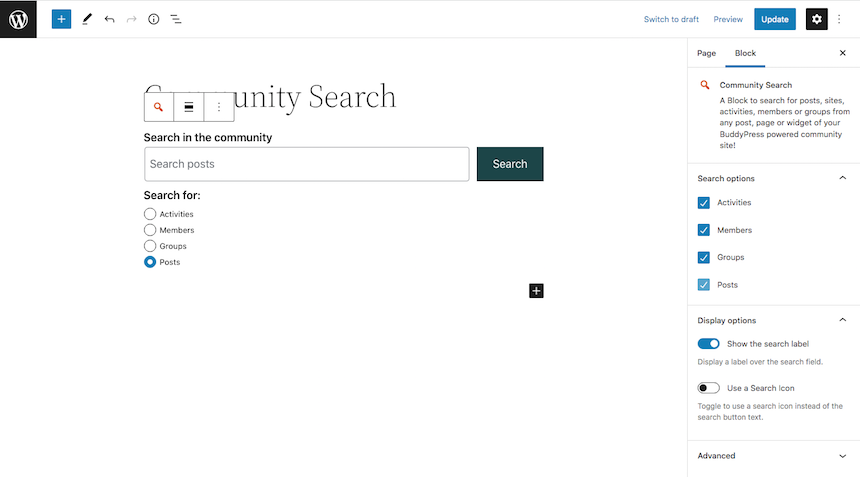 Switch to draft
Preview
Update
Community Search
Search in the community
Search posts
Search
Search for:
Activities
Members
Groups
Posts
Page
Block
Community Search
A Block to search for posts, sites,
activities, members or groups from
any post, page or widget of your
BuddyPress powered community
site!
Search options
Activities
Members
Groups
Posts
Display options
Show the search label
Display a label over the search field.
Use a Search icon
Toggle to use a search icon instead of the
search button text.
Advanced